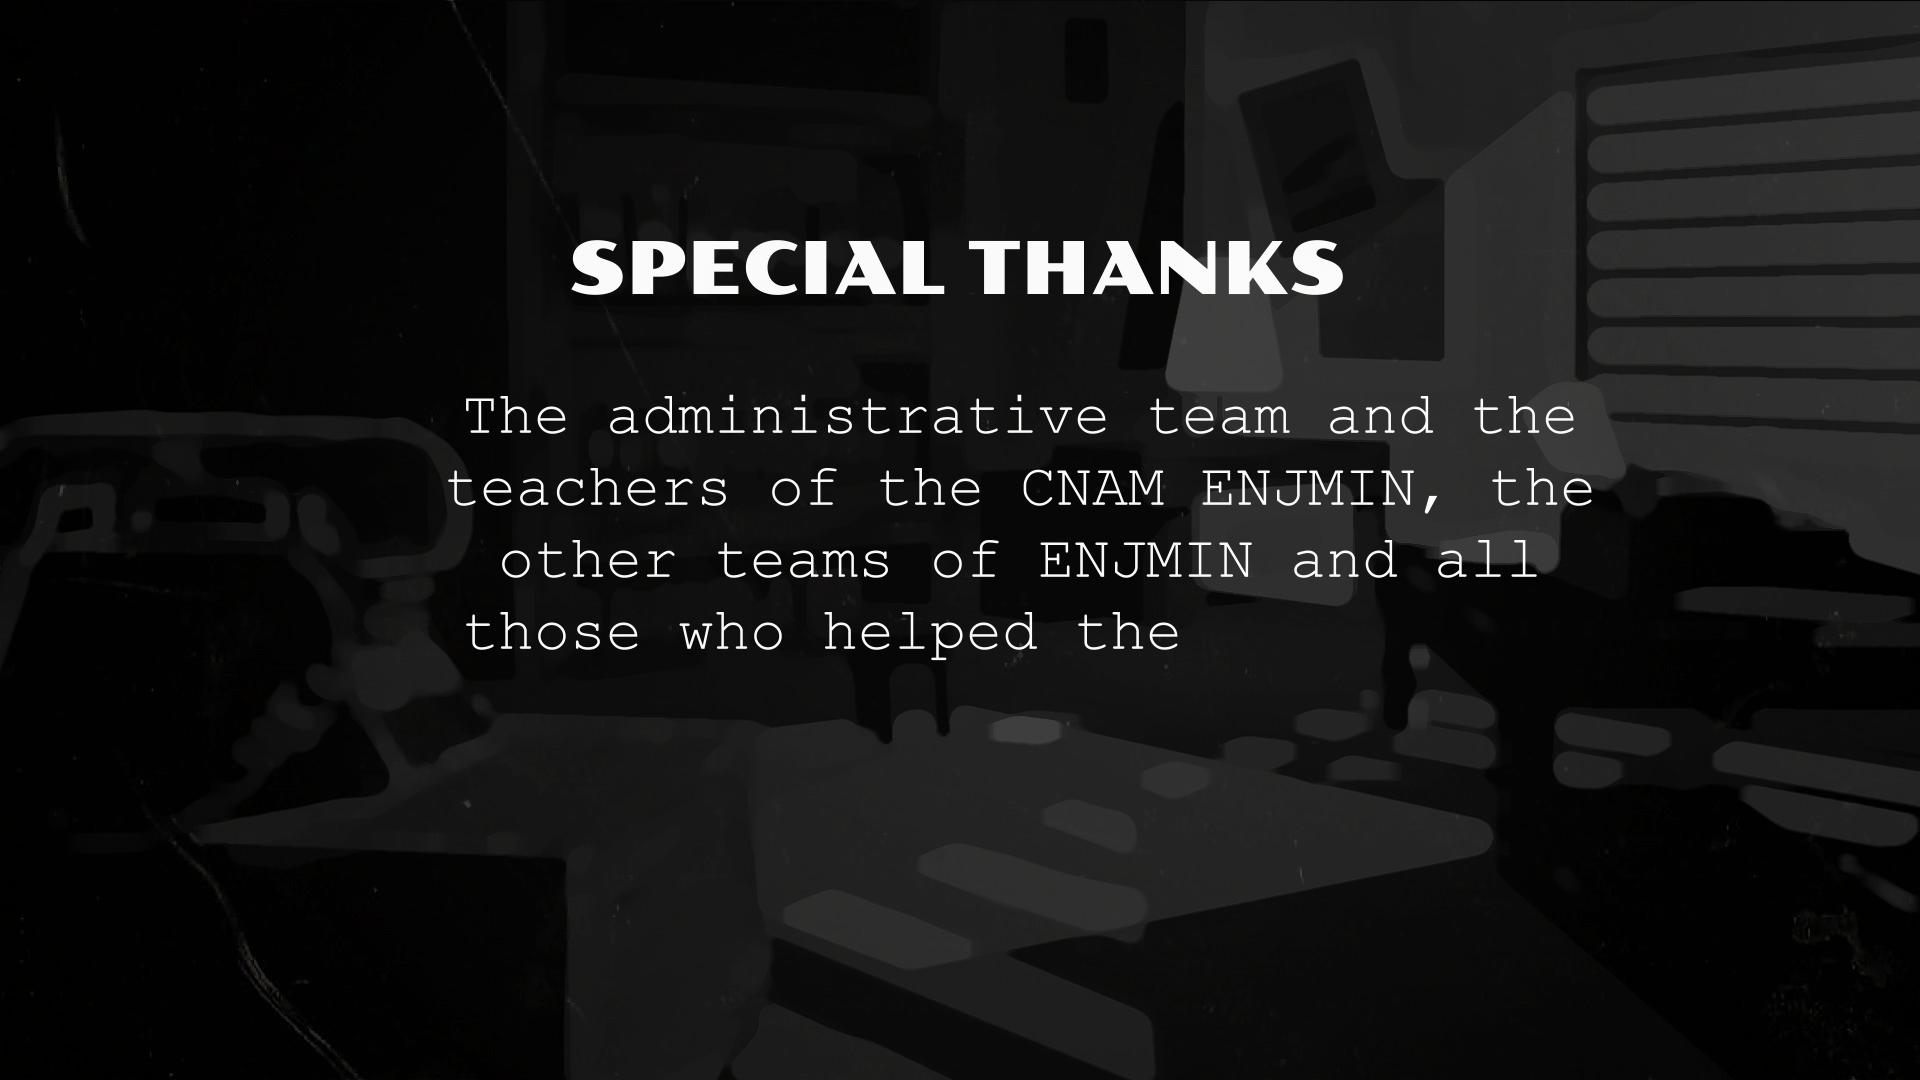 SPECIAL THANKS
The administrative team and the
teachers of the CNAM ENJMIN, the
other teams of ENJMIN and all
those who helped the